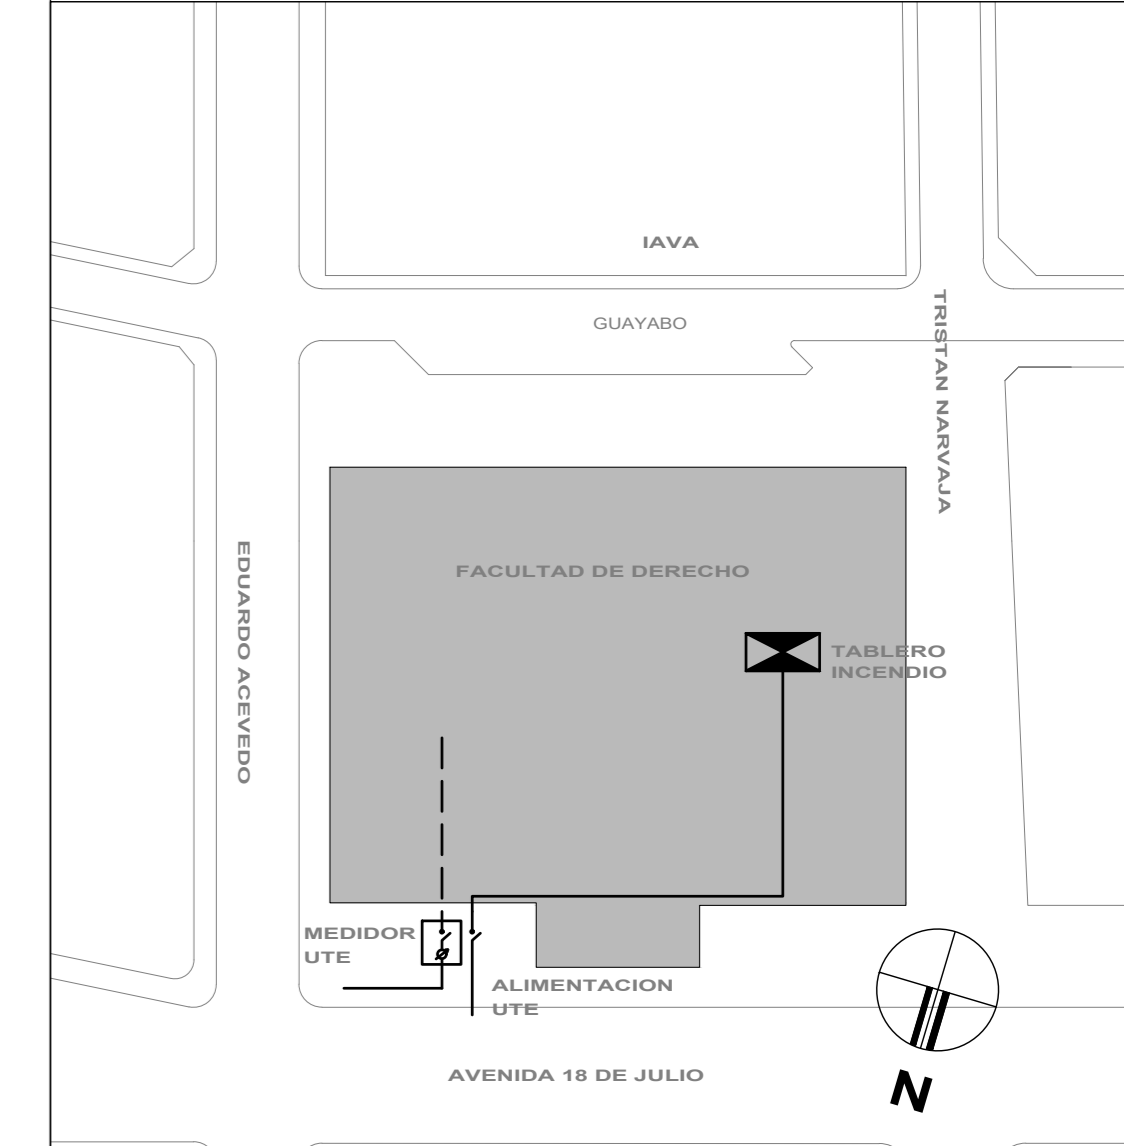 IAVA
GUAYABO
TRISTAN NARVAJA
EDUARDO ACEVEDO
FACULTAD DE DERECHO
TABLERO
INCENDIO
MEDIDOR
UTE
ALIMENTACION
UTE
AVENIDA 18 DE JULIO
N